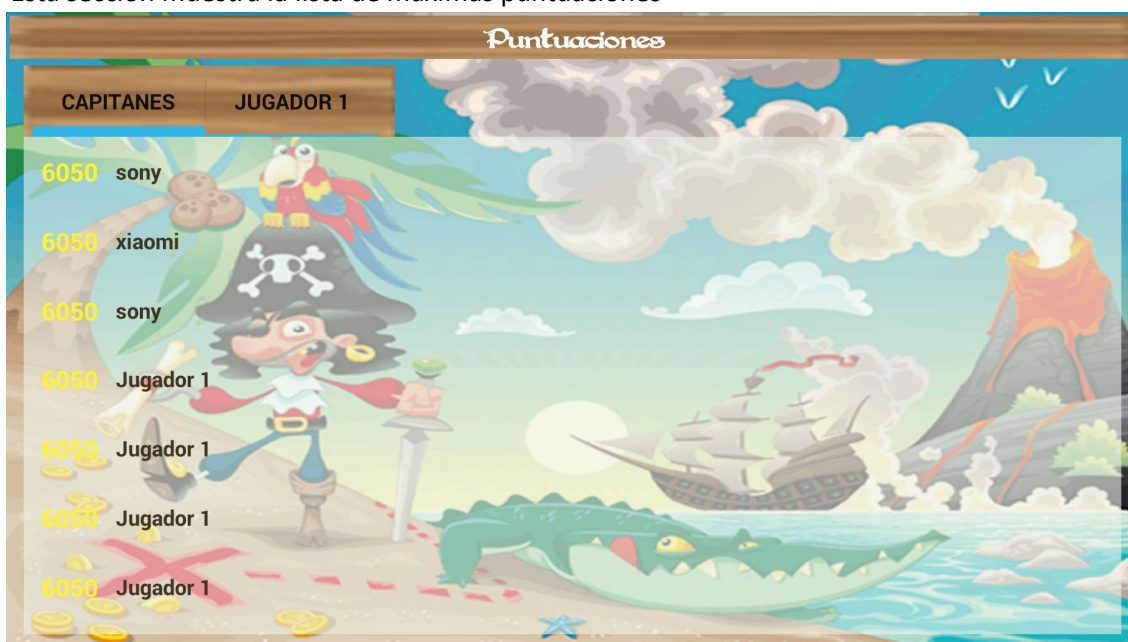 Esta sección muestra la lista de máximas puntuaciones
Puntuaciones
CAPITANES JUGADOR 1
6050 sony
6050 xiaomi
6050 sony
6050 Jugador 1
6050 Jugador 1
6050 Jugador 1
6050 Jugador 1